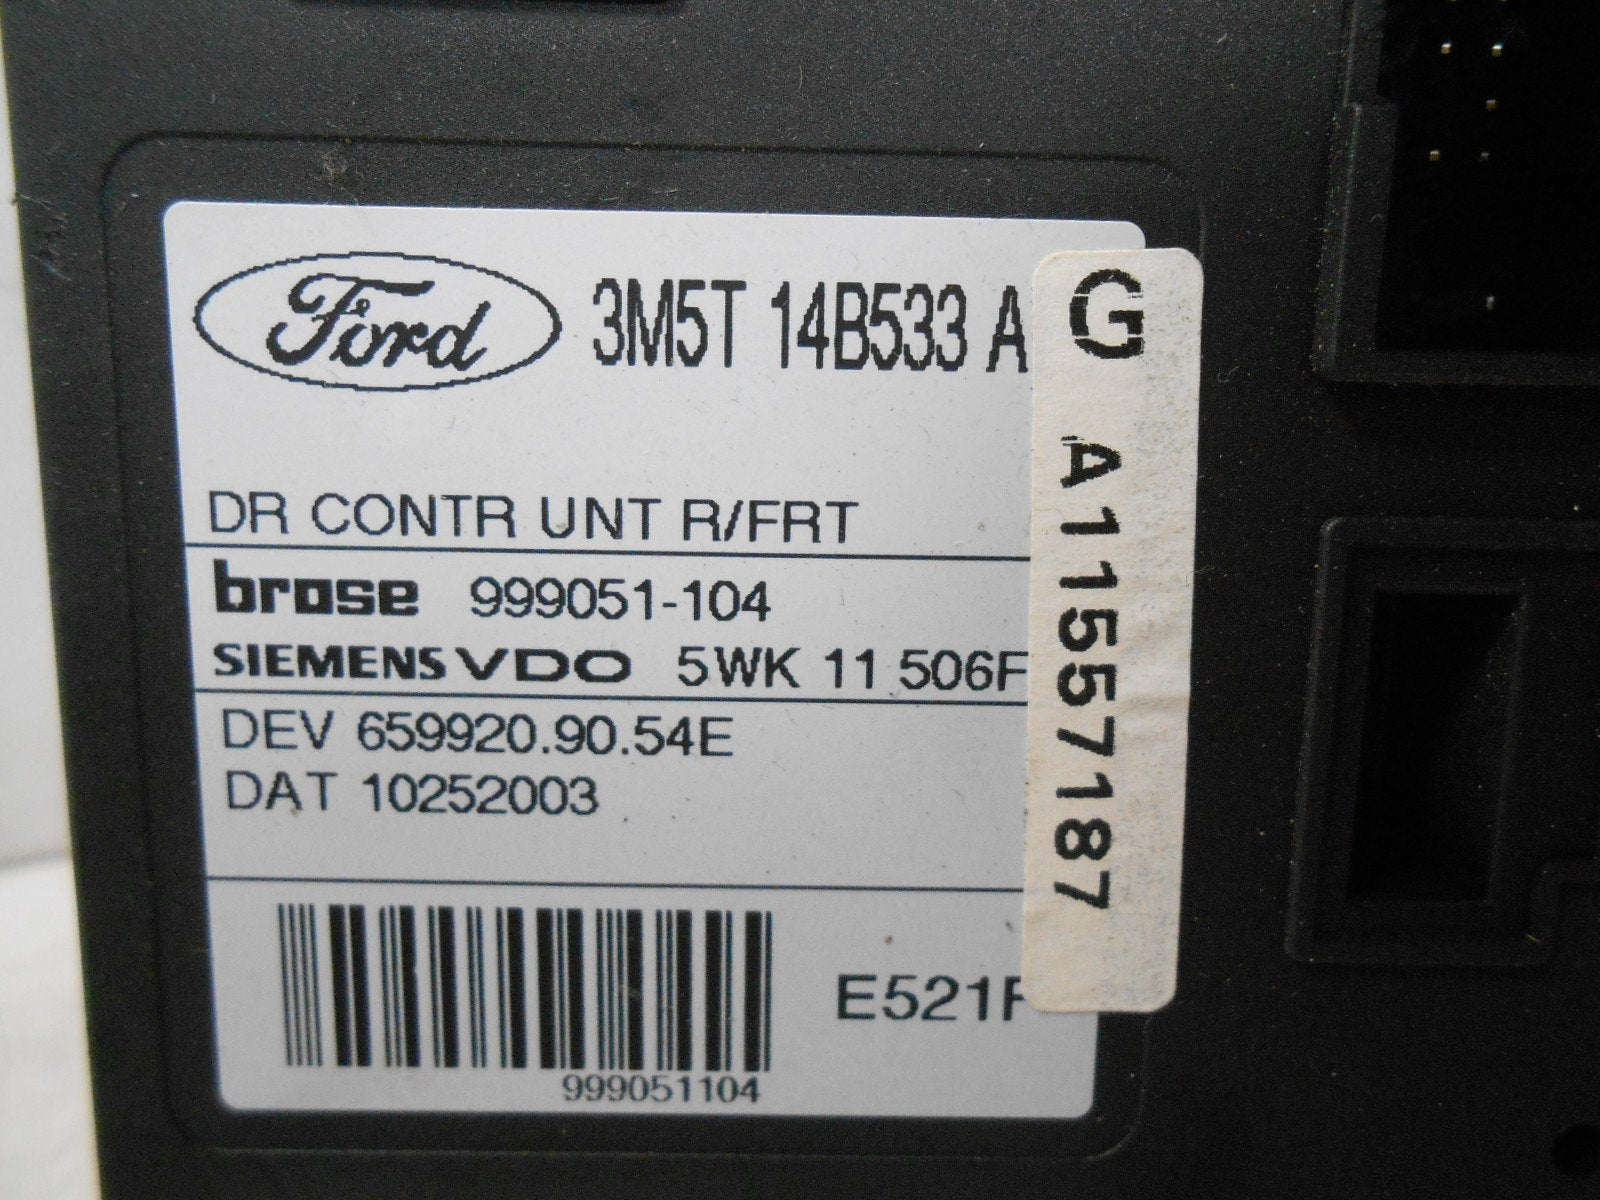 Ford 3M5T 14B533 A
DR CONTR UNT R/FRT
brose 999051-104
SIEMENS VDO 5WK 11 506F
DEV 659920.90.54E
DAT 10252003
E521
999051104
G A11557187